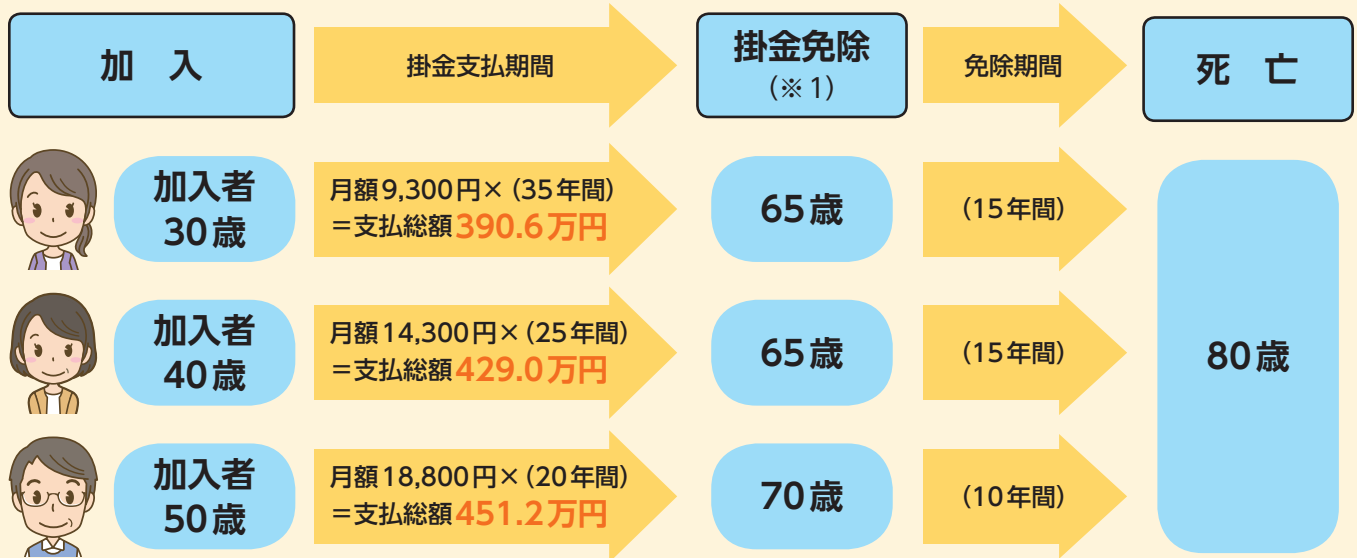 加 入
掛金支払期間
掛金免除
(※1)
免除期間
死 亡
加入者
30歳
月額9,300円×(35年間)
=支払総額390.6万円
65歳
(15年間)
加入者
40歳
月額14,300円×(25年間)
=支払総額429.0万円
65歳
(15年間)
80歳
加入者
50歳
月額18,800円×(20年間)
=支払総額451.2万円
70歳
(10年間)